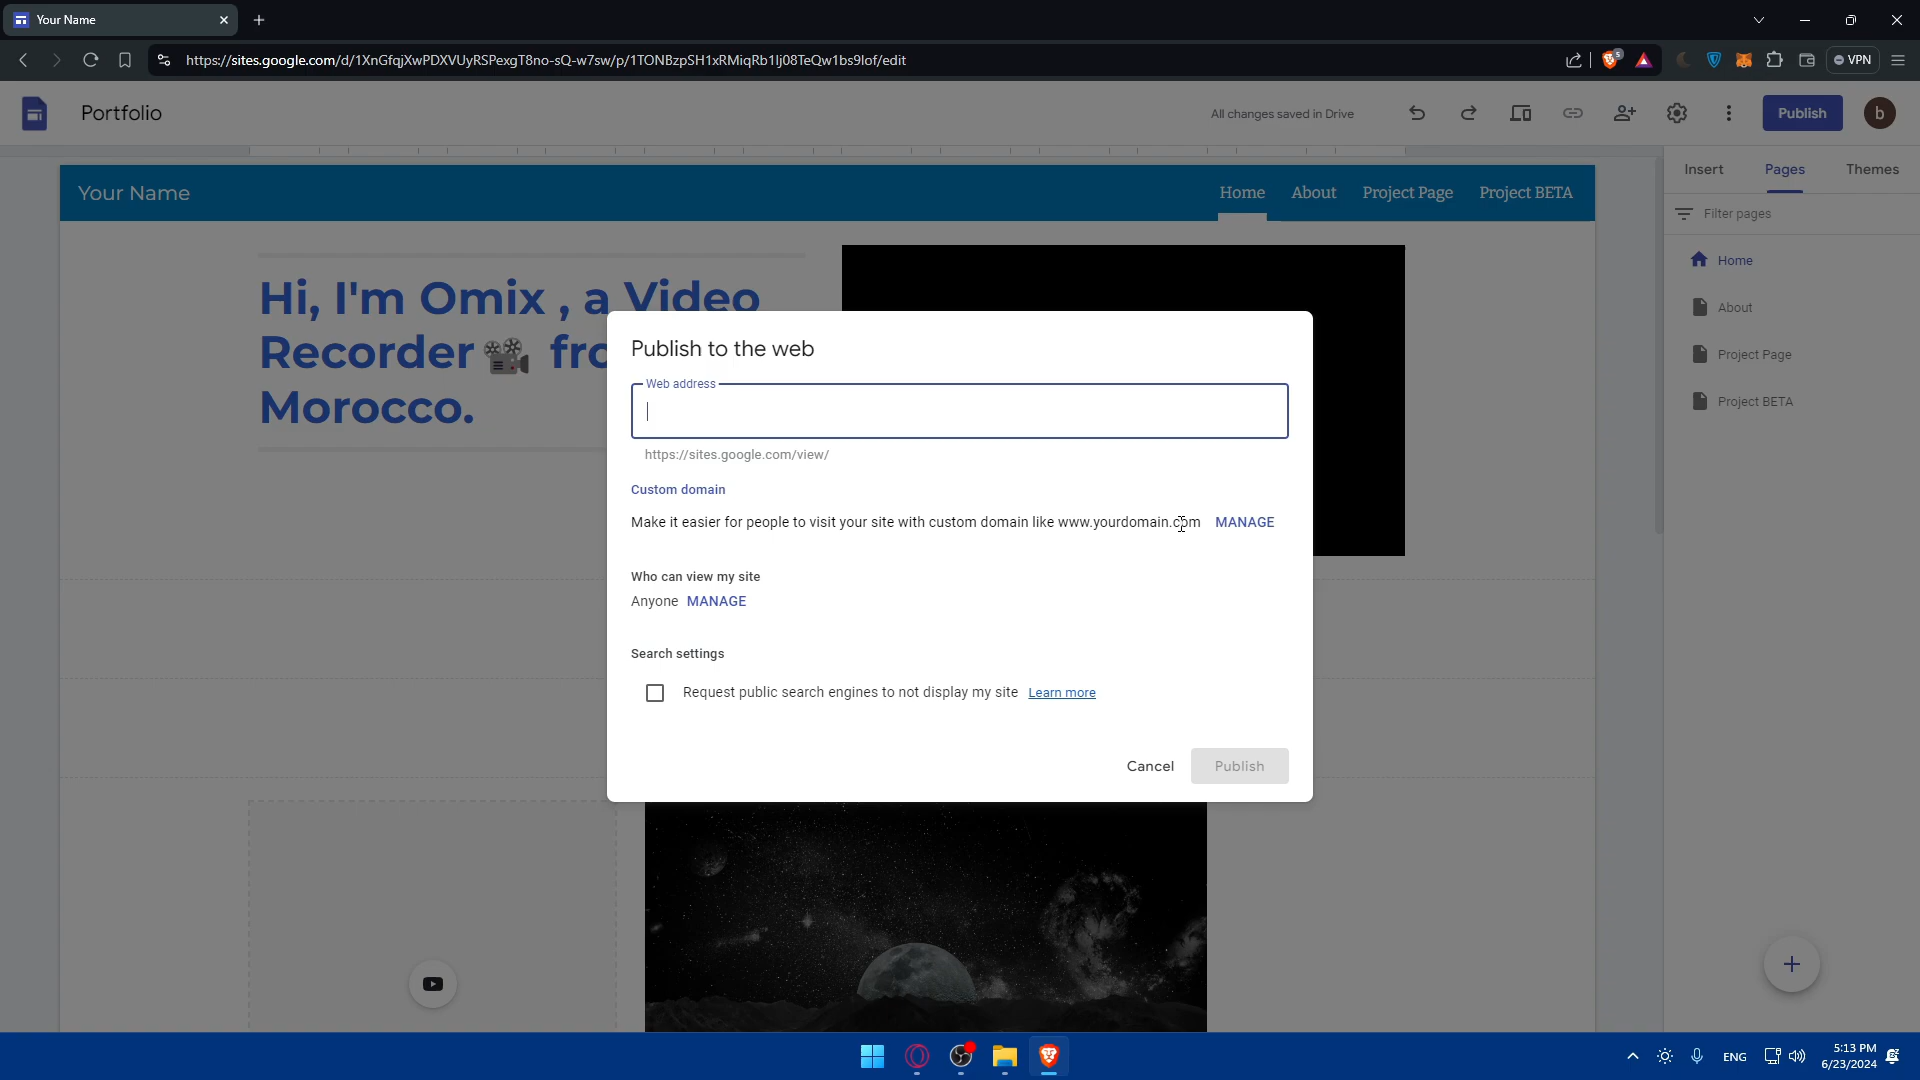 Your Name
https://sites.google.com/d/1XnGfqjXwPDXVUyRSPexgT8no-sQ-w7sw/p/1TONBzpSH1xRMiqRb1lj08TeQw1bs9lof/edit
5
VPN
Portfolio
All changes saved in Drive
Publish
b
Your Name
Home
About
Project Page
Project BETA
Insert
Pages
Themes
Filter pages
Home
About
Project Page
Project BETA
Hi, I'm Omix , a Video
Recorder 🎥 fro
Morocco.
Publish to the web
Web address
https://sites.google.com/view/
Custom domain
Make it easier for people to visit your site with custom domain like www.yourdomain.com MANAGE
Who can view my site
Anyone MANAGE
Search settings
Request public search engines to not display my site Learn more
Cancel
Publish
ENG
5:13 PM
6/23/2024